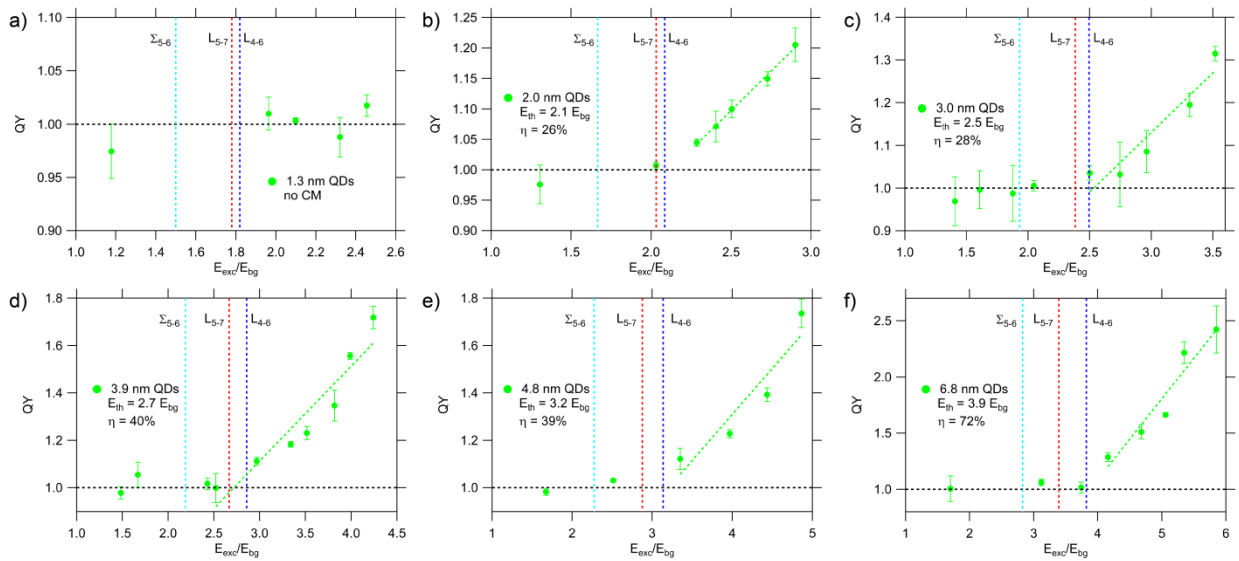 a)
1.10
1.05
1.00
0.95
0.90
QY
Σ5-6
L5-7
L4-6
1.3 nm QDs
no CM
1.0 1.2 1.4 1.6 1.8 2.0 2.2 2.4 2.6
Eexc/Ebg
b)
1.25
1.20
1.15
1.10
1.05
1.00
0.95
0.90
QY
Σ5-6
L5-7
L4-6
2.0 nm QDs
Eth = 2.1 Ebg
η = 26%
1.0 1.5 2.0 2.5 3.0
Eexc/Ebg
c)
1.4
1.3
1.2
1.1
1.0
0.9
QY
Σ5-6
L5-7
L4-6
3.0 nm QDs
Eth = 2.5 Ebg
η = 28%
1.0 1.5 2.0 2.5 3.0 3.5
Eexc/Ebg
d)
1.8
1.6
1.4
1.2
1.0
QY
Σ5-6
L5-7
L4-6
3.9 nm QDs
Eth = 2.7 Ebg
η = 40%
1.0 1.5 2.0 2.5 3.0 3.5 4.0 4.5
Eexc/Ebg
e)
1.8
1.6
1.4
1.2
1.0
QY
Σ5-6
L5-7
L4-6
4.8 nm QDs
Eth = 3.2 Ebg
η = 39%
1 2 3 4 5
Eexc/Ebg
f)
2.5
2.0
1.5
1.0
QY
Σ5-6
L5-7
L4-6
6.8 nm QDs
Eth = 3.9 Ebg
η = 72%
1 2 3 4 5 6
Eexc/Ebg